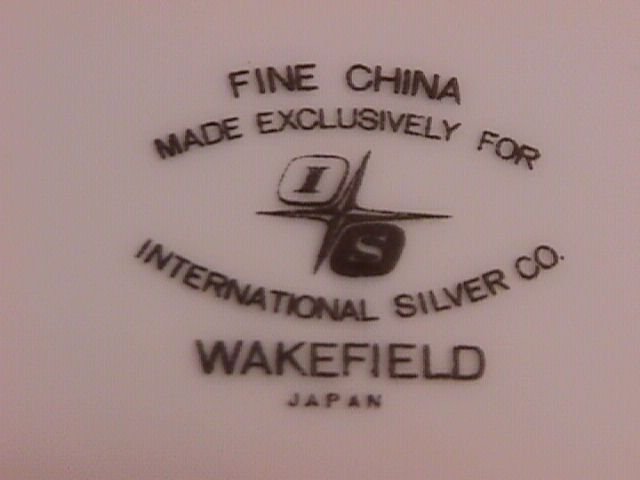 FINE CHINA
MADE EXCLUSIVELY FOR
I
S
INTERNATIONAL SILVER CO.
WAKEFIELD
JAPAN